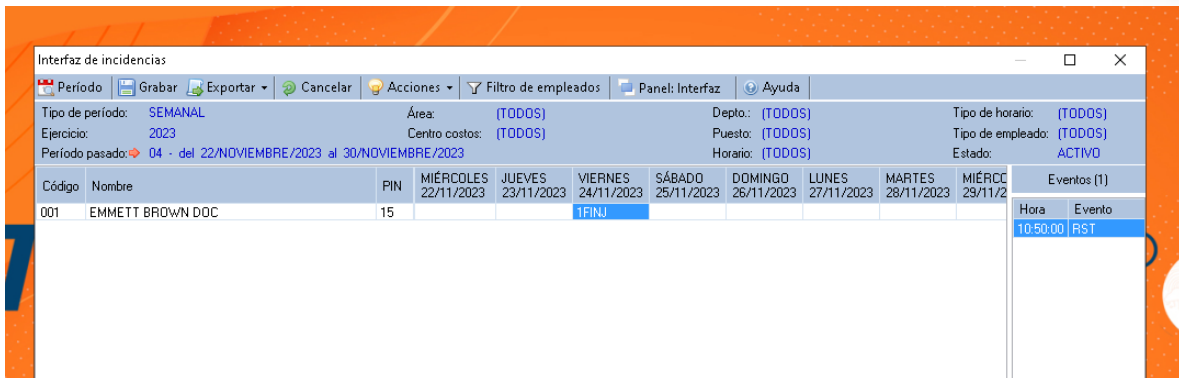 Interfaz de incidencias
Período Grabar Exportar Cancelar Acciones Filtro de empleados Panel: Interfaz Ayuda
Tipo de período: SEMANAL Área: (TODOS) Depto.: (TODOS) Tipo de horario: (TODOS)
Ejercicio: 2023 Centro costos: (TODOS) Puesto: (TODOS) Tipo de empleado: (TODOS)
Período pasado: 04 - del 22/NOVIEMBRE/2023 al 30/NOVIEMBRE/2023 Horario: (TODOS) Estado: ACTIVO
Código Nombre PIN MIÉRCOLES 22/11/2023 JUEVES 23/11/2023 VIERNES 24/11/2023 SÁBADO 25/11/2023 DOMINGO 26/11/2023 LUNES 27/11/2023 MARTES 28/11/2023 MIÉRCC 29/11/2 Eventos (1)
Hora Evento
001 EMMETT BROWN DOC 15 1FINJ
10:50:00 RST